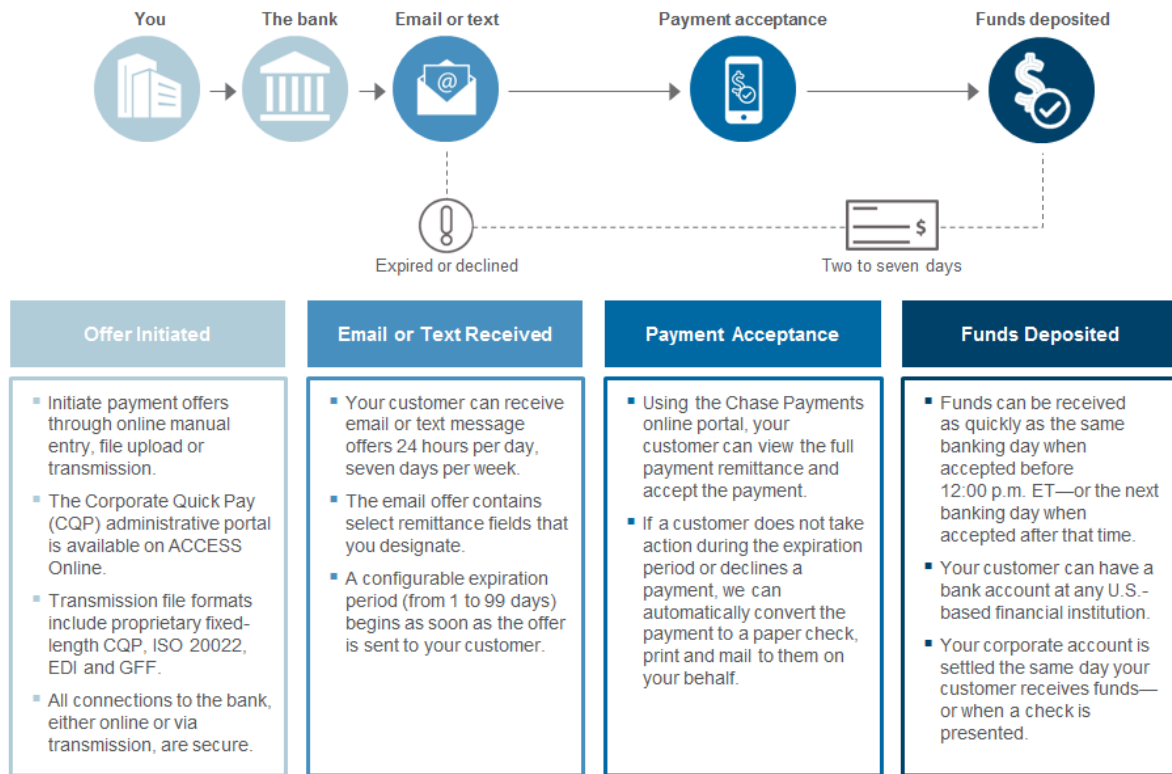 You
The bank
Email or text
Payment acceptance
Funds deposited
@
$
$
$
Expired or declined
Two to seven days
Offer Initiated
▪ Initiate payment offers
through online manual
entry, file upload or
transmission.
▪ The Corporate Quick Pay
(CQP) administrative portal
is available on ACCESS
Online.
▪ Transmission file formats
include proprietary fixed-
length CQP, ISO 20022,
EDI and GFF.
▪ All connections to the bank,
either online or via
transmission, are secure.
Email or Text Received
▪ Your customer can receive
email or text message
offers 24 hours per day,
seven days per week.
▪ The email offer contains
select remittance fields that
you designate.
▪ A configurable expiration
period (from 1 to 99 days)
begins as soon as the offer
is sent to your customer.
Payment Acceptance
▪ Using the Chase Payments
online portal, your
customer can view the full
payment remittance and
accept the payment.
▪ If a customer does not take
action during the expiration
period or declines a
payment, we can
automatically convert the
payment to a paper check,
print and mail to them on
your behalf.
Funds Deposited
▪ Funds can be received
as quickly as the same
banking day when
accepted before
12:00 p.m. ET—or the next
banking day when
accepted after that time.
▪ Your customer can have a
bank account at any U.S.-
based financial institution.
▪ Your corporate account is
settled the same day your
customer receives funds—
or when a check is
presented.